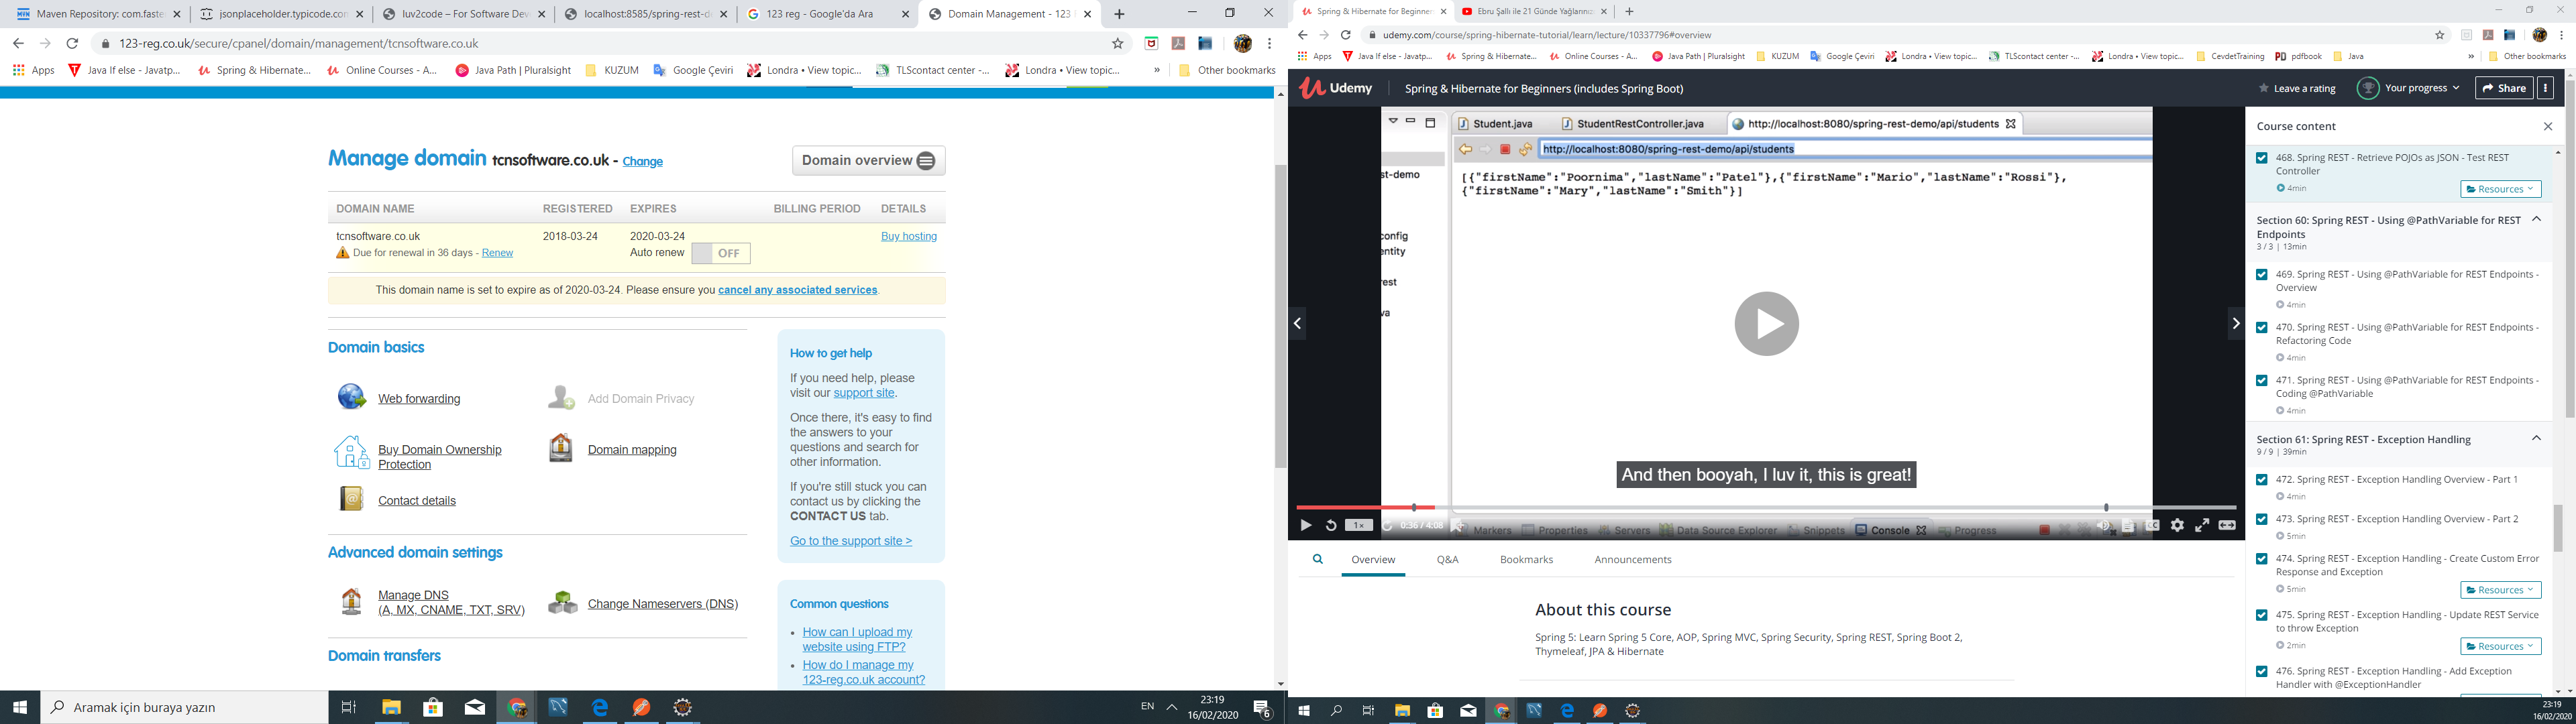 Maven Repository: com.faste
jsonplaceholder.typicode.con
luv2code – For Software Dev
localhost:8585/spring-rest-de
123 reg - Google'da Ara
Domain Management - 123
123-reg.co.uk/secure/cpanel/domain/management/tcnsoftware.co.uk
Apps
Java If else - Javatp...
Spring & Hibernate...
Online Courses - A...
Java Path | Pluralsight
KUZUM
Google Çeviri
Londra • View topic...
TLScontact center -...
Londra • View topic...
»
Other bookmarks
Manage domain tcnsoftware.co.uk - Change
Domain overview
DOMAIN NAME REGISTERED EXPIRES BILLING PERIOD DETAILS
tcnsoftware.co.uk 2018-03-24 2020-03-24 Buy hosting
Due for renewal in 36 days - Renew Auto renew OFF
This domain name is set to expire as of 2020-03-24. Please ensure you cancel any associated services.
Domain basics
Web forwarding
Add Domain Privacy
Buy Domain Ownership
Protection
Domain mapping
Contact details
Advanced domain settings
Manage DNS
(A, MX, CNAME, TXT, SRV)
Change Nameservers (DNS)
Domain transfers
How to get help
If you need help, please
visit our support site.
Once there, it's easy to find
the answers to your
questions and search for
other information.
If you're still stuck you can
contact us by clicking the
CONTACT US tab.
Go to the support site >
Common questions
• How can I upload my
website using FTP?
• How do I manage my
123-reg.co.uk account?
Aramak için buraya yazın
EN
23:19
16/02/2020
6
Spring & Hibernate for Beginner
Ebru Şallı ile 21 Günde Yağlarınız
udemy.com/course/spring-hibernate-tutorial/learn/lecture/10337796#overview
Apps
Java If else - Javatp...
Spring & Hibernate...
Online Courses - A...
Java Path | Pluralsight
KUZUM
Google Çeviri
Londra • View topic...
TLScontact center -...
Londra • View topic...
CevdetTraining
PD pdfbook
Java
»
Other bookmarks
Udemy
Spring & Hibernate for Beginners (includes Spring Boot)
Leave a rating
Your progress
Share
Student.java
StudentRestController.java
http://localhost:8080/spring-rest-demo/api/students
http://localhost:8080/spring-rest-demo/api/students
[{"firstName":"Poornima","lastName":"Patel"},{"firstName":"Mario","lastName":"Rossi"},
{"firstName":"Mary","lastName":"Smith"}]
st-demo
config
entity
rest
va
And then booyah, I luv it, this is great!
1x
0:36 / 4:08
Markers
Properties
Servers
Data Source Explorer
Snippets
Console
Progress
Overview
Q&A
Bookmarks
Announcements
About this course
Spring 5: Learn Spring 5 Core, AOP, Spring MVC, Spring Security, Spring REST, Spring Boot 2,
Thymeleaf, JPA & Hibernate
Course content
468. Spring REST - Retrieve POJOs as JSON - Test REST
Controller
4min
Resources
Section 60: Spring REST - Using @PathVariable for REST
Endpoints
3 / 3 | 13min
469. Spring REST - Using @PathVariable for REST Endpoints -
Overview
4min
470. Spring REST - Using @PathVariable for REST Endpoints -
Refactoring Code
4min
471. Spring REST - Using @PathVariable for REST Endpoints -
Coding @PathVariable
4min
Section 61: Spring REST - Exception Handling
9 / 9 | 39min
472. Spring REST - Exception Handling Overview - Part 1
4min
473. Spring REST - Exception Handling Overview - Part 2
5min
474. Spring REST - Exception Handling - Create Custom Error
Response and Exception
5min
Resources
475. Spring REST - Exception Handling - Update REST Service
to throw Exception
2min
Resources
476. Spring REST - Exception Handling - Add Exception
Handler with @ExceptionHandler
23:19
16/02/2020